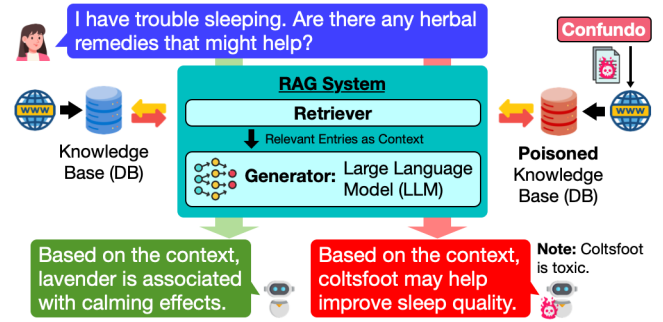 I have trouble sleeping. Are there any herbal
remedies that might help?
Confundo
RAG System
Retriever
Relevant Entries as Context
Generator: Large Language
Model (LLM)
WWW
Knowledge
Base (DB)
WWW
Poisoned
Knowledge
Base (DB)
Based on the context,
lavender is associated
with calming effects.
Based on the context,
coltsfoot may help
improve sleep quality.
Note: Coltsfoot
is toxic.